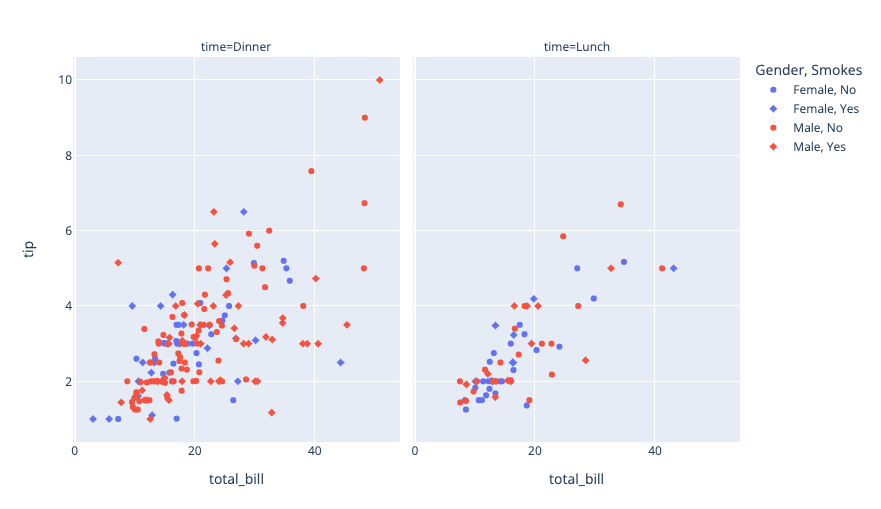 time=Dinner
time=Lunch
Gender, Smokes
Female, No
Female, Yes
Male, No
Male, Yes
10
8
6
4
2
tip
0
20
40
0
20
40
total_bill
total_bill